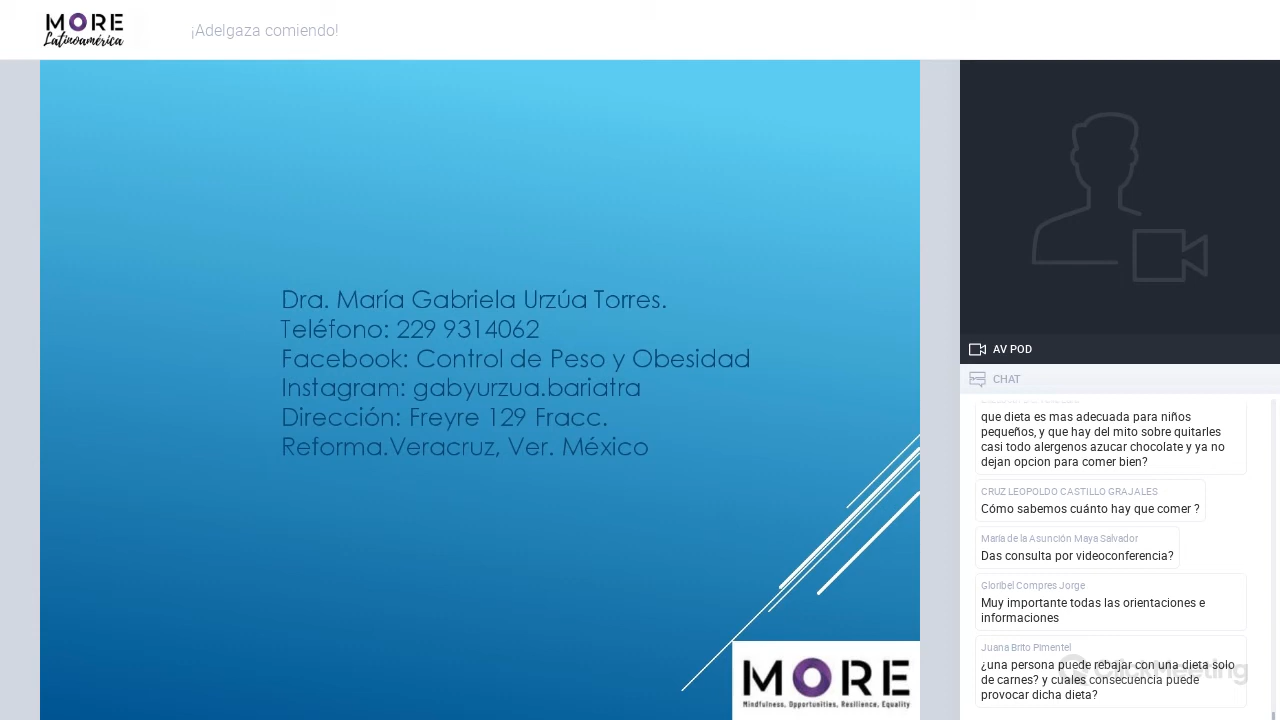 MORE
Latinoamérica
¡Adelgaza comiendo!
Dra. María Gabriela Urzúa Torres.
Teléfono: 229 9314062
Facebook: Control de Peso y Obesidad
Instagram: gabyurzua.bariatra
Dirección: Freyre 129 Fracc.
Reforma.Veracruz, Ver. México
MORE
Mindfulness, Opportunities, Resilience, Equality
AV POD
CHAT
que dieta es mas adecuada para niños
pequeños, y que hay del mito sobre quitarles
casi todo alergenos azucar chocolate y ya no
dejan opcion para comer bien?
CRUZ LEOPOLDO CASTILLO GRAJALES
Cómo sabemos cuánto hay que comer ?
María de la Asunción Maya Salvador
Das consulta por videoconferencia?
Gloribel Compres Jorge
Muy importante todas las orientaciones e
informaciones
Juana Brito Pimentel
¿una persona puede rebajar con una dieta solo
de carnes? y cuales consecuencia puede
provocar dicha dieta?
ClickMeeting